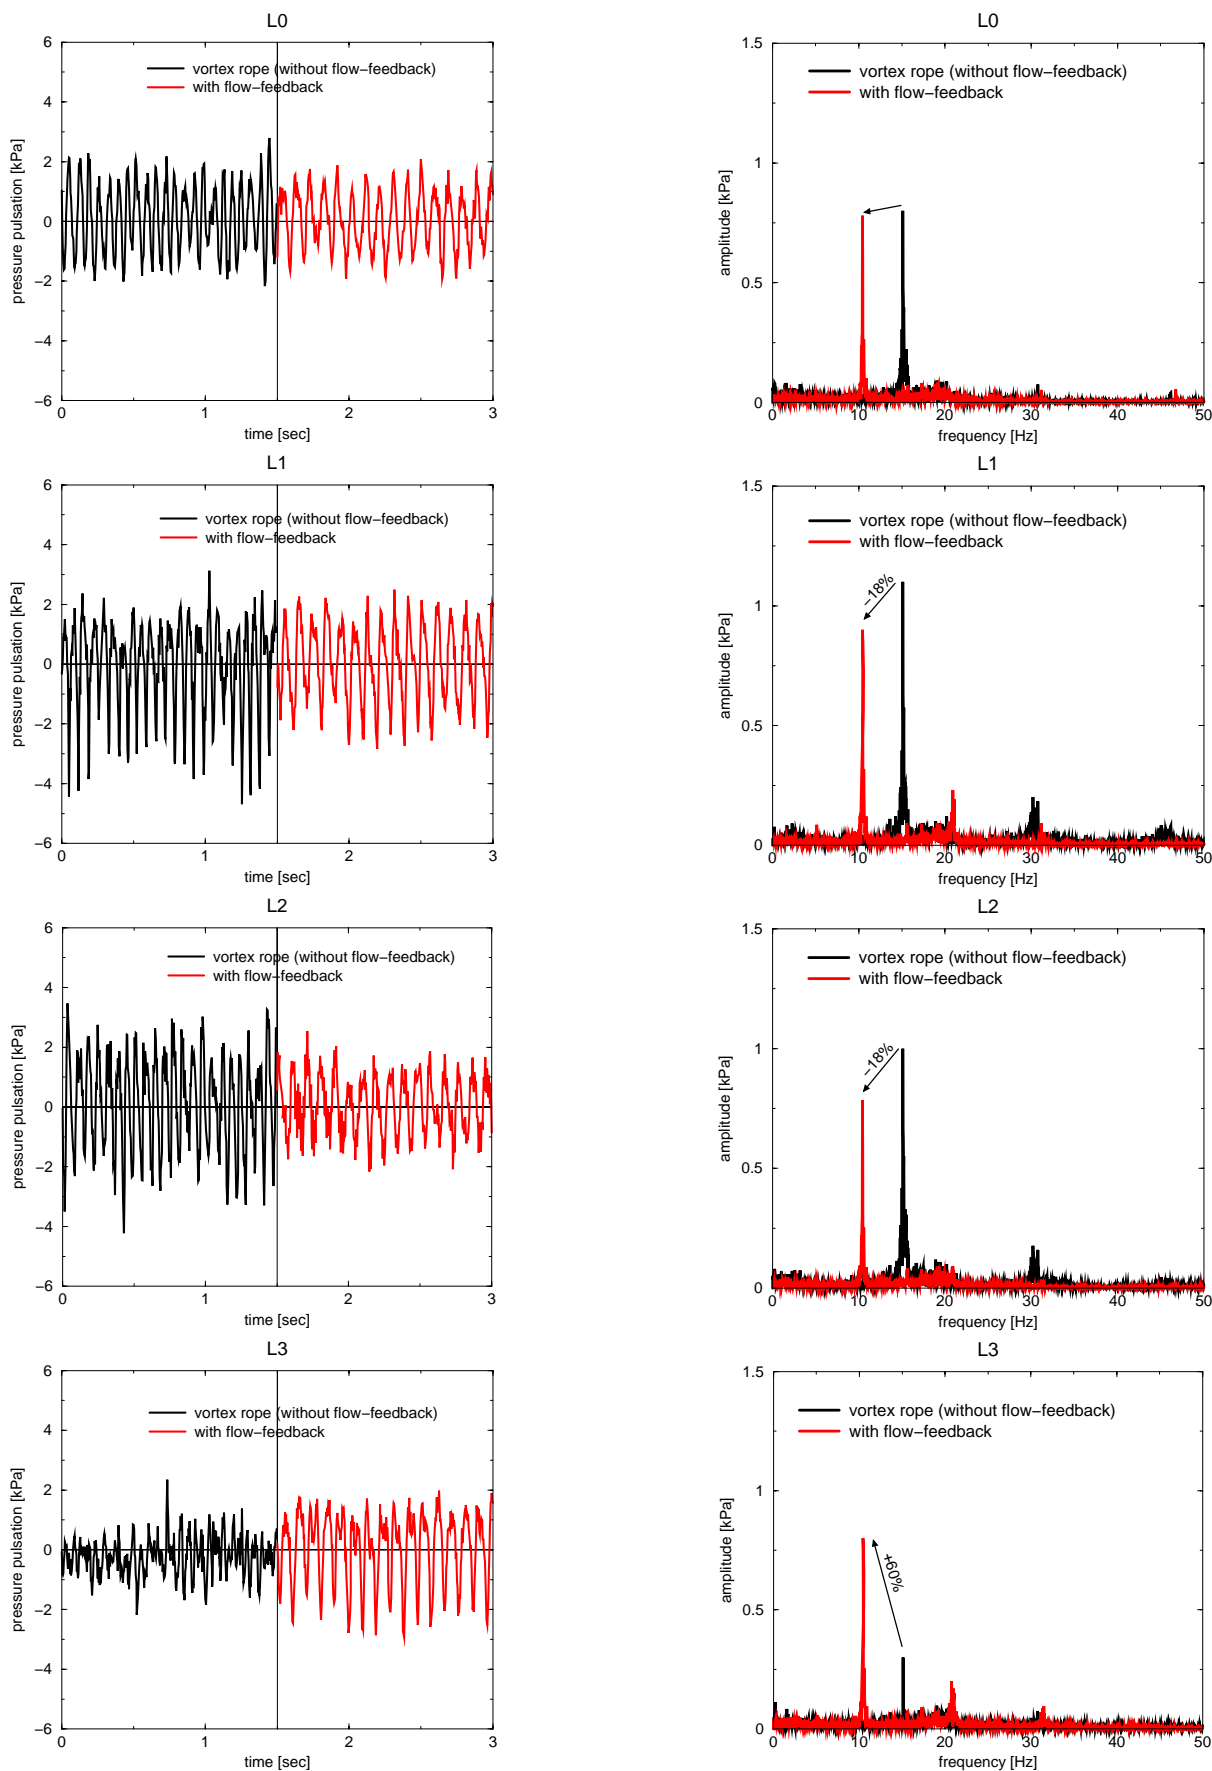 L0
6
4
2
0
−2
−4
−6
pressure pulsation [kPa]
vortex rope (without flow−feedback)
with flow−feedback
0
1
2
3
time [sec]
L0
1.5
1
0.5
0
amplitude [kPa]
vortex rope (without flow−feedback)
with flow−feedback
0
10
20
30
40
50
frequency [Hz]
L1
6
4
2
0
−2
−4
−6
pressure pulsation [kPa]
vortex rope (without flow−feedback)
with flow−feedback
0
1
2
3
time [sec]
L1
1.5
1
0.5
0
amplitude [kPa]
vortex rope (without flow−feedback)
with flow−feedback
−18%
0
10
20
30
40
50
frequency [Hz]
L2
6
4
2
0
−2
−4
−6
pressure pulsation [kPa]
vortex rope (without flow−feedback)
with flow−feedback
0
1
2
3
time [sec]
L2
1.5
1
0.5
0
amplitude [kPa]
vortex rope (without flow−feedback)
with flow−feedback
−18%
0
10
20
30
40
50
frequency [Hz]
L3
6
4
2
0
−2
−4
−6
pressure pulsation [kPa]
vortex rope (without flow−feedback)
with flow−feedback
0
1
2
3
time [sec]
L3
1.5
1
0.5
0
amplitude [kPa]
vortex rope (without flow−feedback)
with flow−feedback
+60%
0
10
20
30
40
50
frequency [Hz]